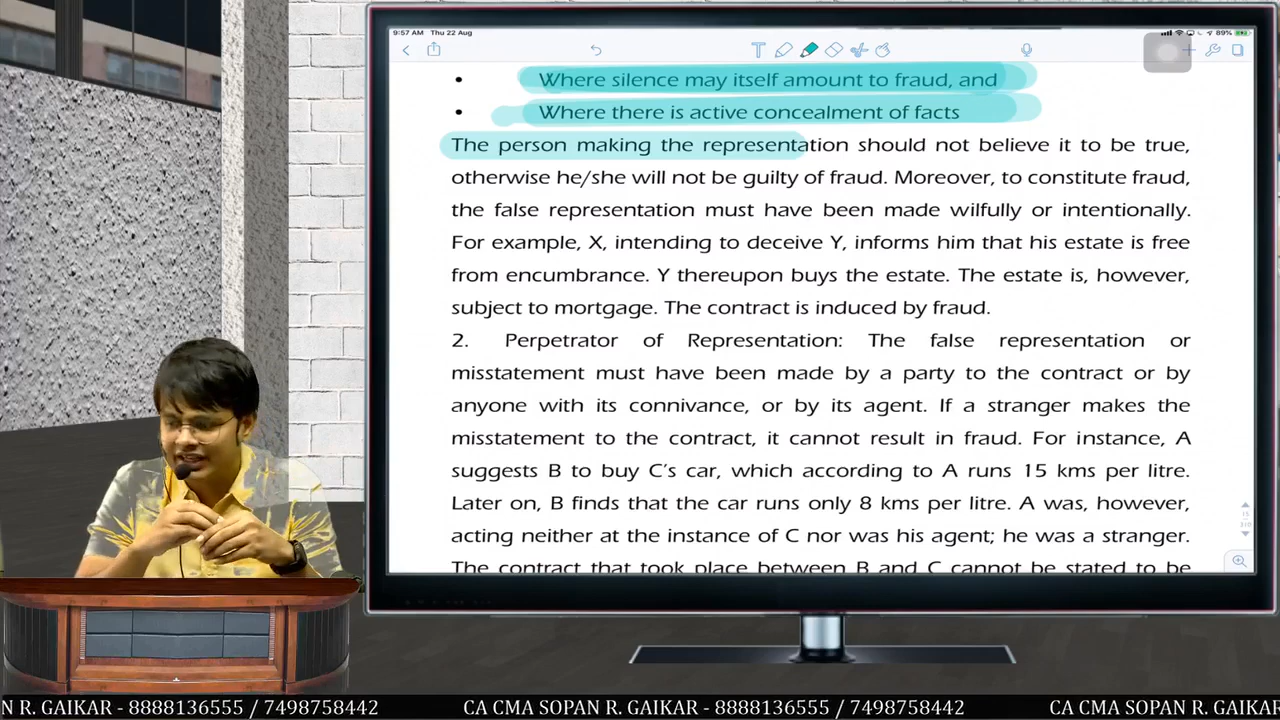 9:57 AM Thu 22 Aug
89%
T
• Where silence may itself amount to fraud, and
• Where there is active concealment of facts
The person making the representation should not believe it to be true,
otherwise he/she will not be guilty of fraud. Moreover, to constitute fraud,
the false representation must have been made wilfully or intentionally.
For example, X, intending to deceive Y, informs him that his estate is free
from encumbrance. Y thereupon buys the estate. The estate is, however,
subject to mortgage. The contract is induced by fraud.
2. Perpetrator of Representation: The false representation or
misstatement must have been made by a party to the contract or by
anyone with its connivance, or by its agent. If a stranger makes the
misstatement to the contract, it cannot result in fraud. For instance, A
suggests B to buy C's car, which according to A runs 15 kms per litre.
Later on, B finds that the car runs only 8 kms per litre. A was, however,
acting neither at the instance of C nor was his agent; he was a stranger.
The contract that took place between B and C cannot be stated to be
N R. GAIKAR - 8888136555 / 7498758442 CA CMA SOPAN R. GAIKAR - 8888136555 / 7498758442 CA CMA SOPAN R. GAIKAR